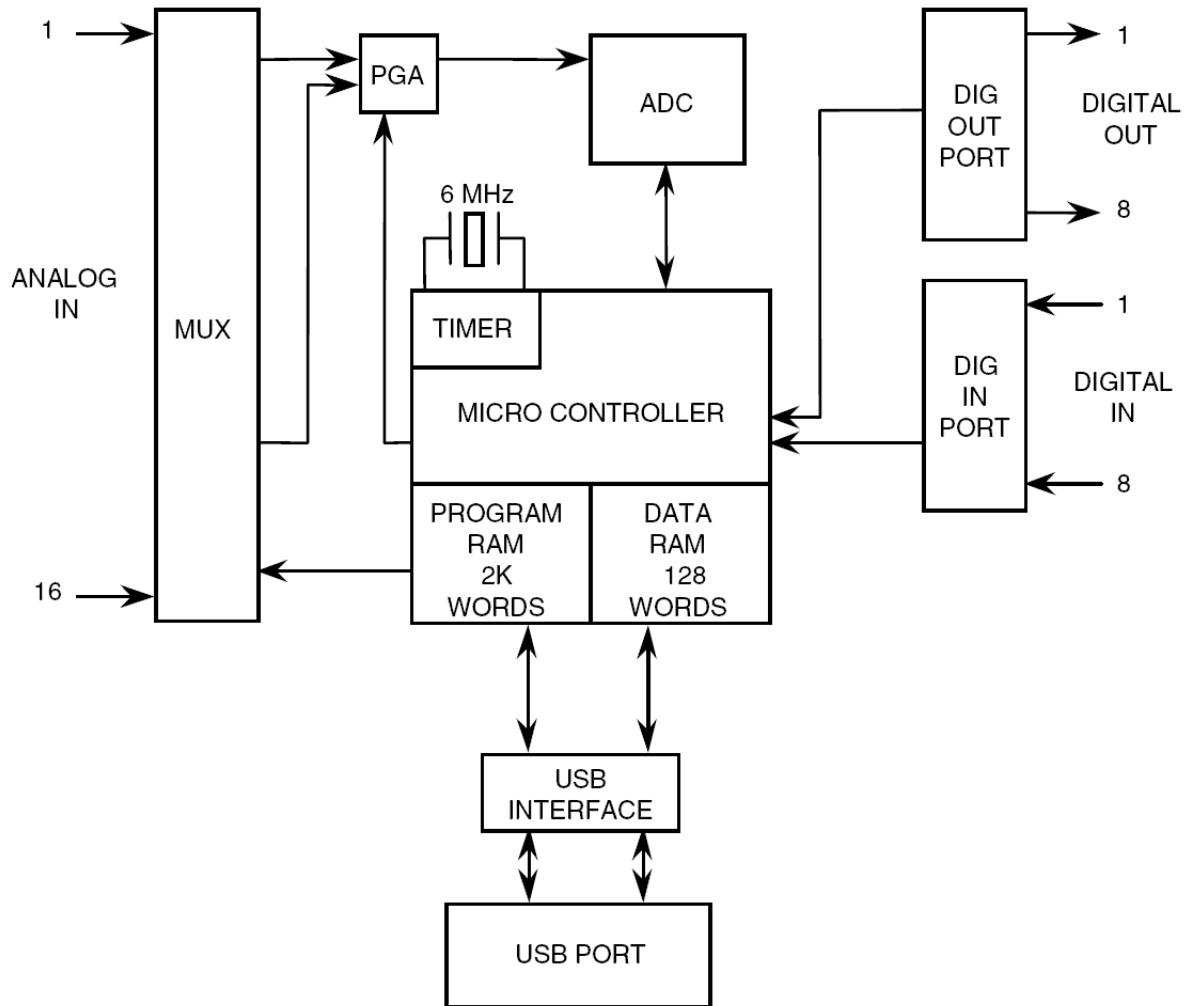 1
PGA
ADC
DIG
OUT
PORT
1
DIGITAL
OUT
8
6 MHz
ANALOG
IN
MUX
TIMER
MICRO CONTROLLER
DIG
IN
PORT
1
DIGITAL
IN
8
16
PROGRAM
RAM
2K
WORDS
DATA
RAM
128
WORDS
USB
INTERFACE
USB PORT